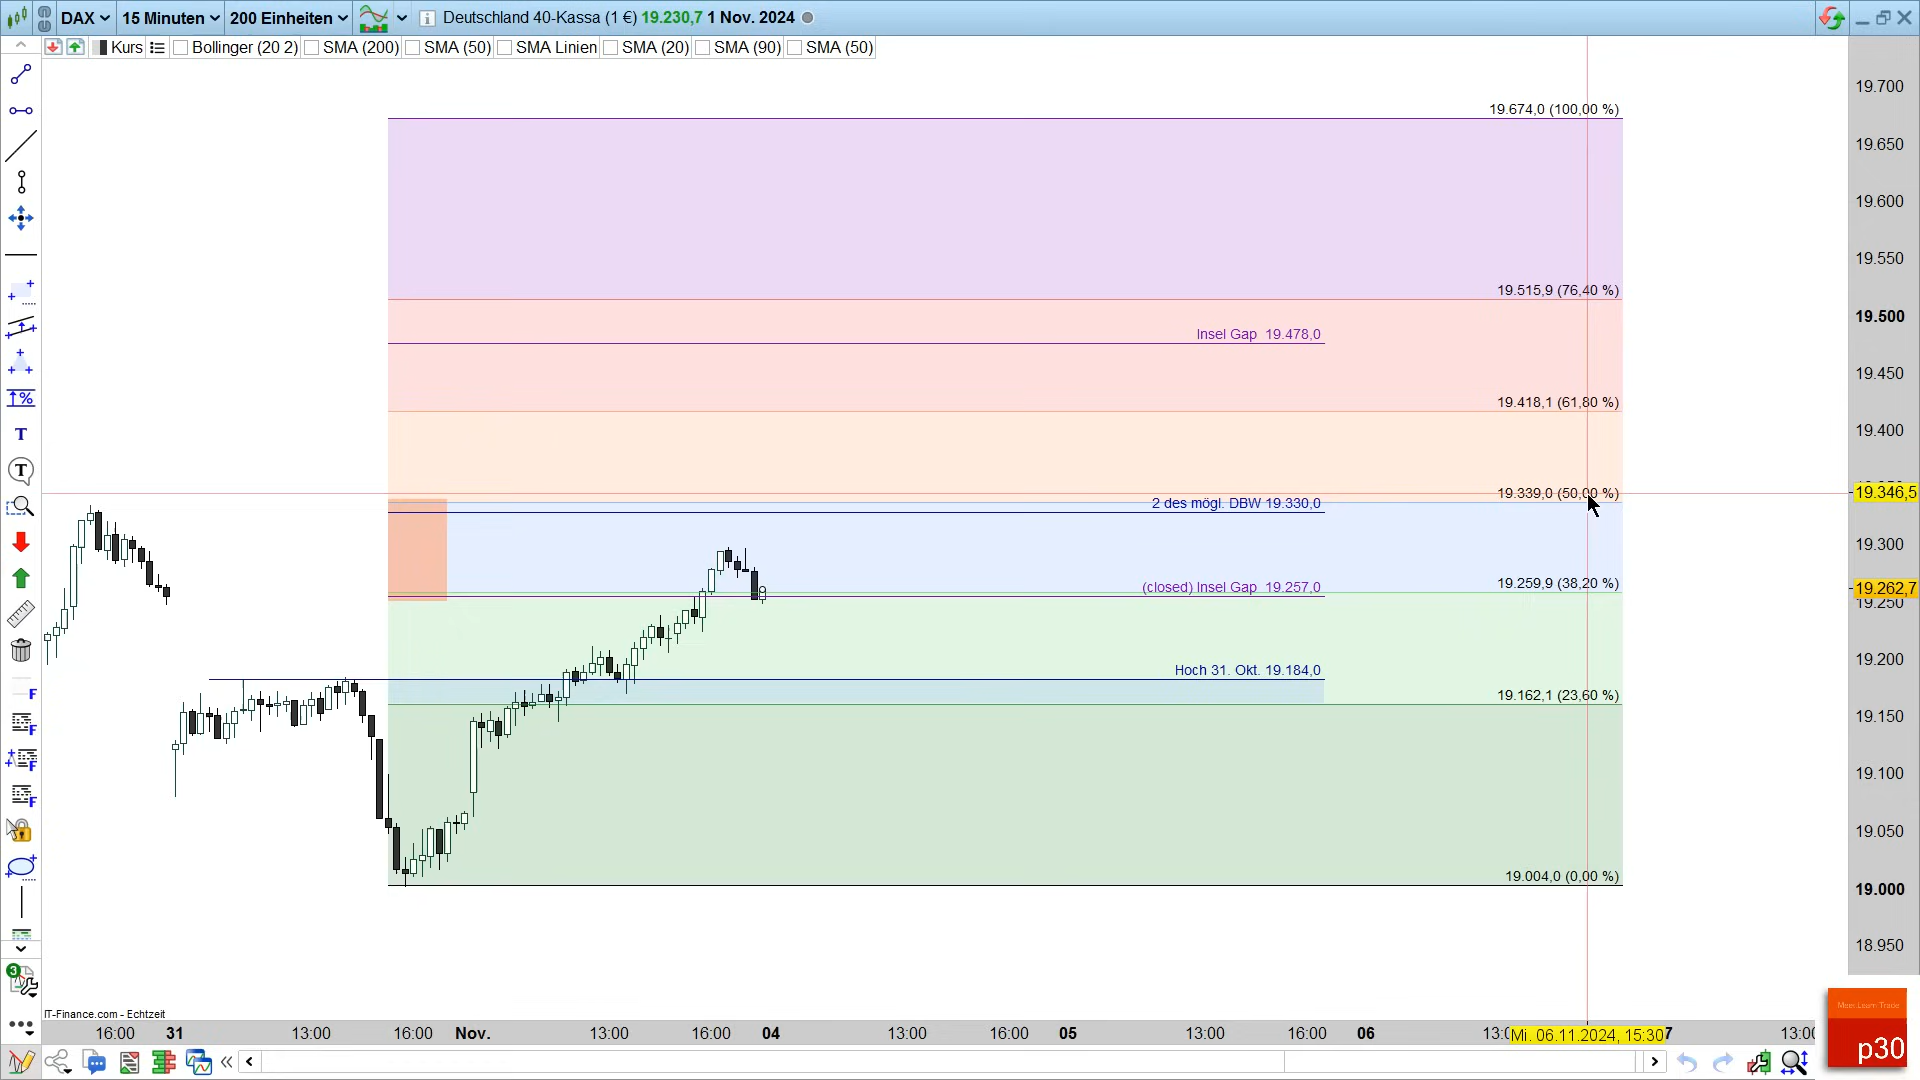 DAX 15 Minuten 200 Einheiten Deutschland 40-Kassa (1 €) 19.230,7 1 Nov. 2024
Kurs Bollinger (20 2) SMA (200) SMA (50) SMA Linien SMA (20) SMA (90) SMA (50)
19.700
19.674,0 (100,00 %)
19.650
19.600
19.550
19.515,9 (76,40 %)
19.500
Insel Gap 19.478,0
19.450
19.418,1 (61,80 %)
19.400
19.339,0 (50,00 %)
19.346,5
2 des mögl. DBW 19.330,0
19.300
19.259,9 (38,20 %)
(closed) Insel Gap 19.257,0
19.262,7
19.250
Hoch 31. Okt. 19.184,0
19.200
19.162,1 (23,60 %)
19.150
19.100
19.050
19.004,0 (0,00 %)
19.000
18.950
T
T
F
F
F
F
3
IT-Finance.com - Echtzeit
16:00 31 13:00 16:00 Nov. 13:00 16:00 04 13:00 16:00 05 13:00 16:00 06 Mi. 06.11.2024, 15:30 7
Meet Learn Trade
p30